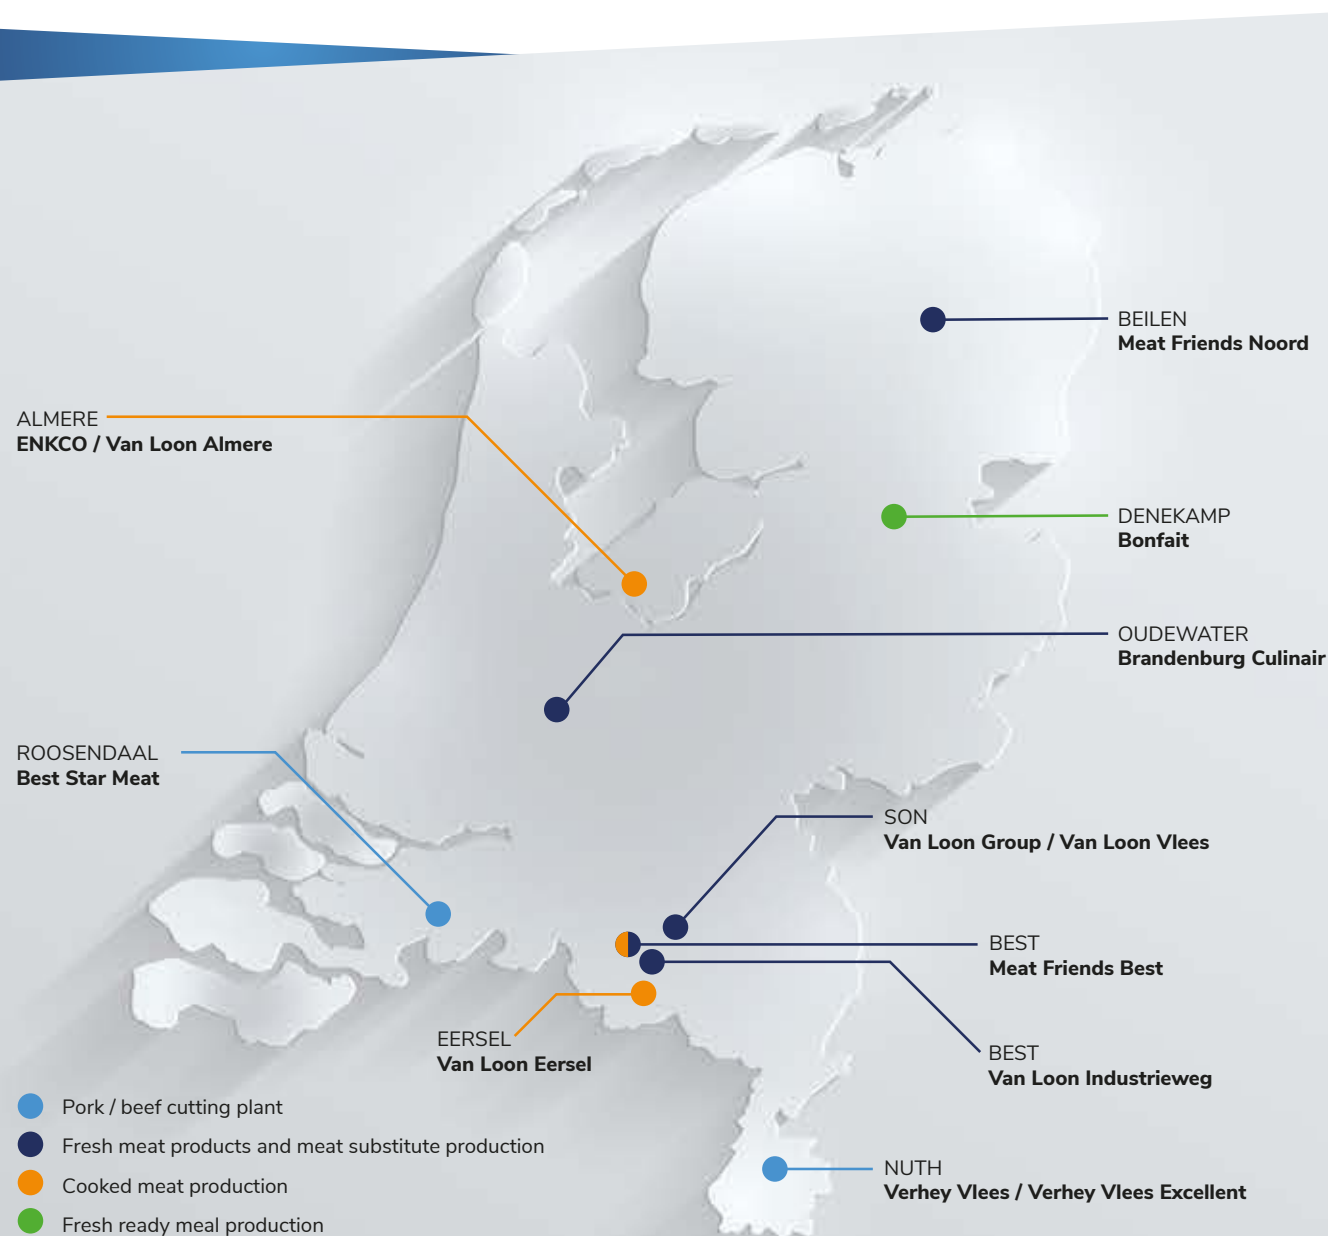 BEILEN
Meat Friends Noord
ALMERE
ENKCO / Van Loon Almere
DENEKAMP
Bonfait
OUDEWATER
Brandenburg Culinair
ROOSENDAAL
Best Star Meat
SON
Van Loon Group / Van Loon Vlees
BEST
Meat Friends Best
EERSEL
Van Loon Eersel
BEST
Van Loon Industrieweg
Pork / beef cutting plant
Fresh meat products and meat substitute production
Cooked meat production
Fresh ready meal production
NUTH
Verhey Vlees / Verhey Vlees Excellent